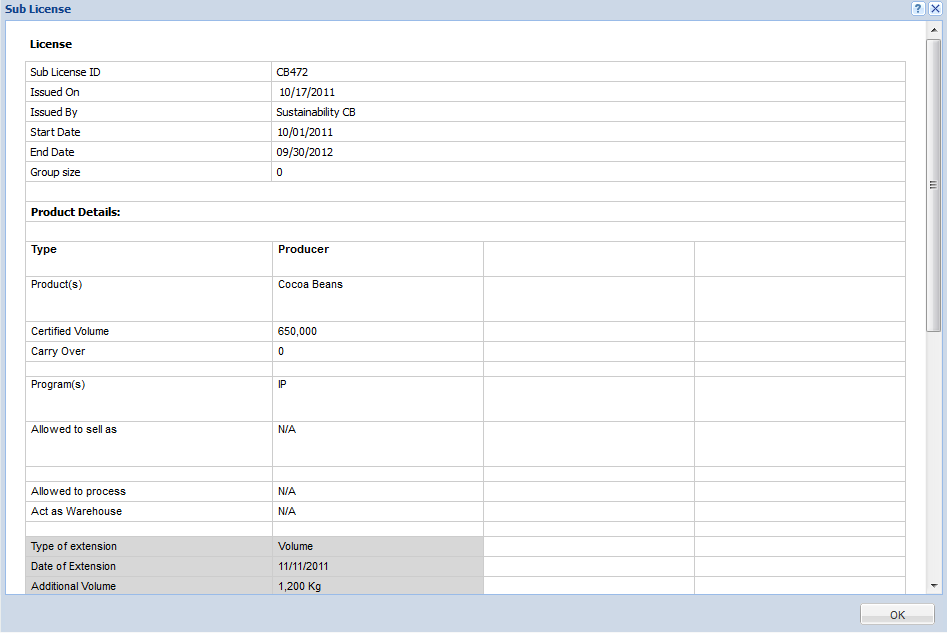 Sub License
License
Sub License ID CB472
Issued On 10/17/2011
Issued By Sustainability CB
Start Date 10/01/2011
End Date 09/30/2012
Group size 0
Product Details:
Type Producer
Product(s) Cocoa Beans
Certified Volume 650,000
Carry Over 0
Program(s) IP
Allowed to sell as N/A
Allowed to process N/A
Act as Warehouse N/A
Type of extension Volume
Date of Extension 11/11/2011
Additional Volume 1,200 Kg
OK